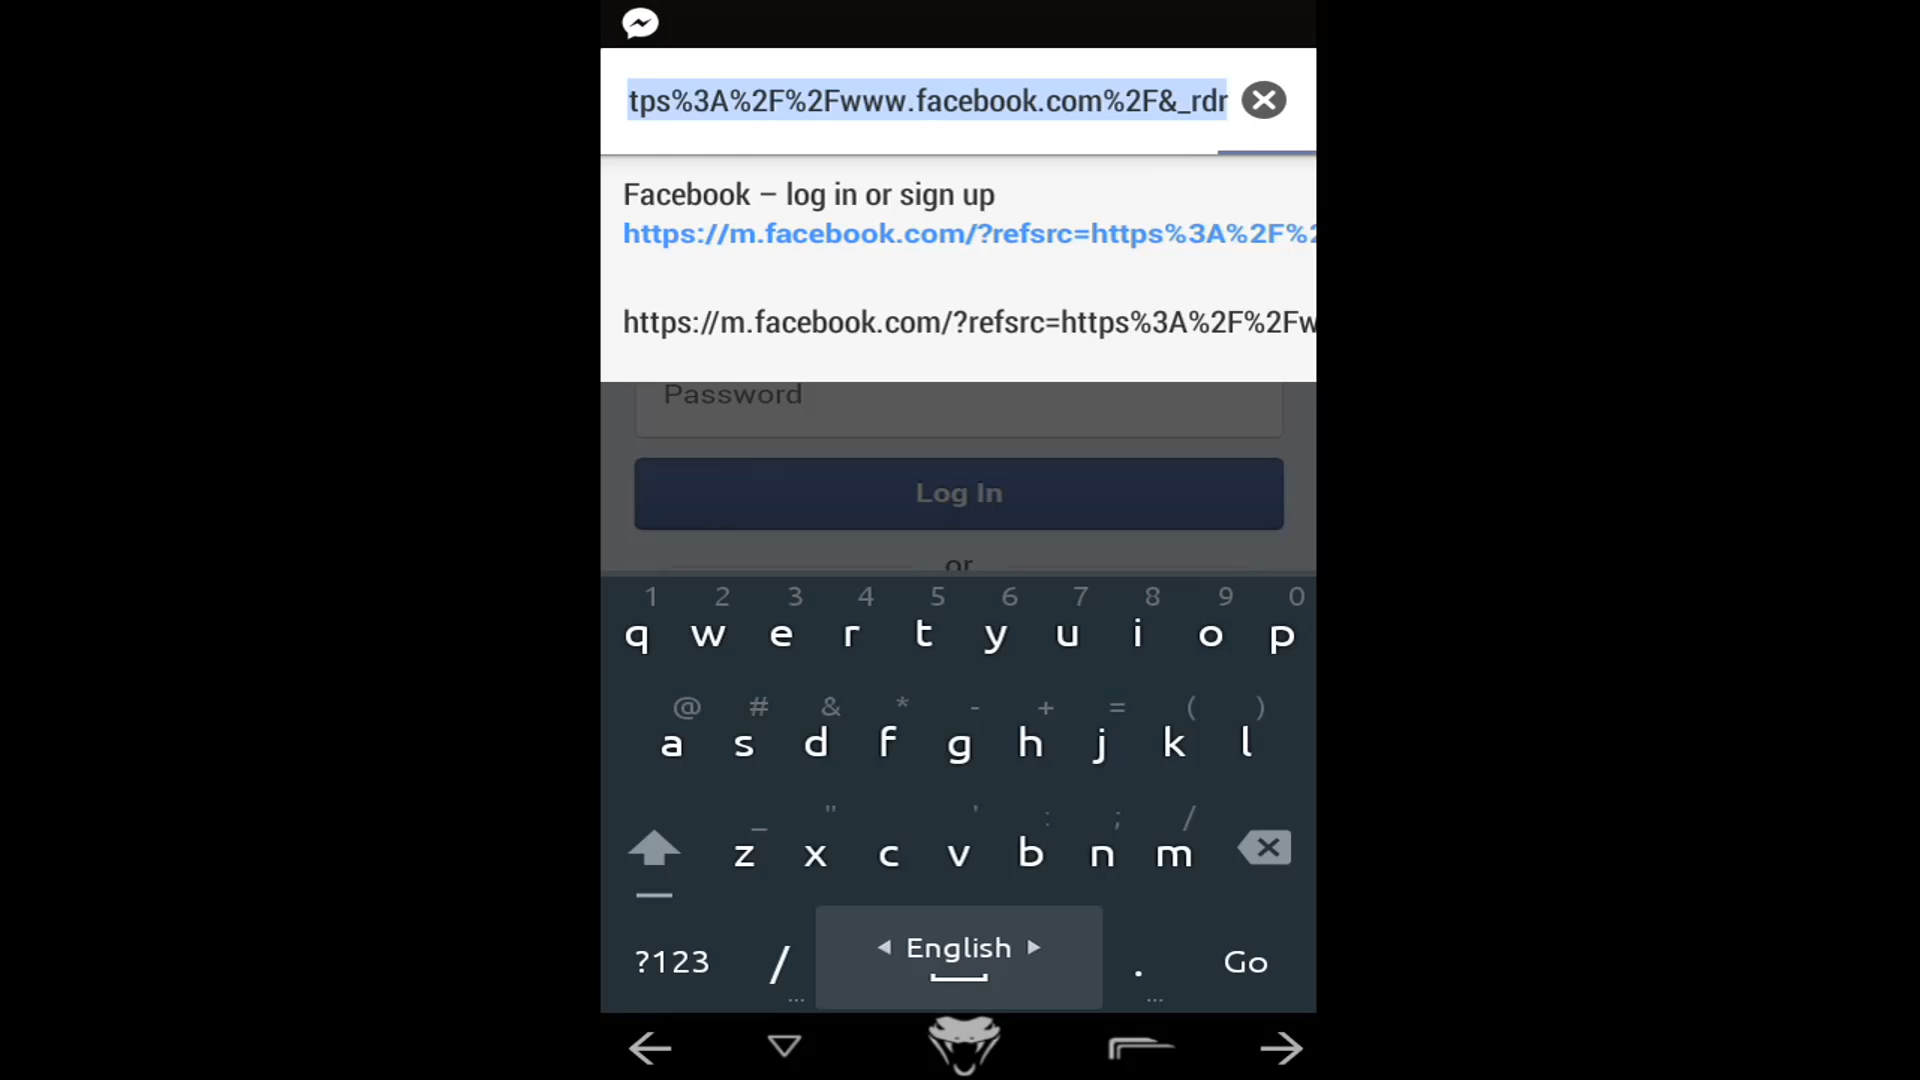 tps%3A%2F%2Fwww.facebook.com%2F&_rdr
Facebook – log in or sign up
https://m.facebook.com/?refsrc=https%3A%2F%2
https://m.facebook.com/?refsrc=https%3A%2F%2Fw
Password
Log In
or
1 2 3 4 5 6 7 8 9 0
q w e r t y u i o p
@ # & * - + = ( )
a s d f g h j k l
_ " ' : ; /
z x c v b n m
?123 / English . Go